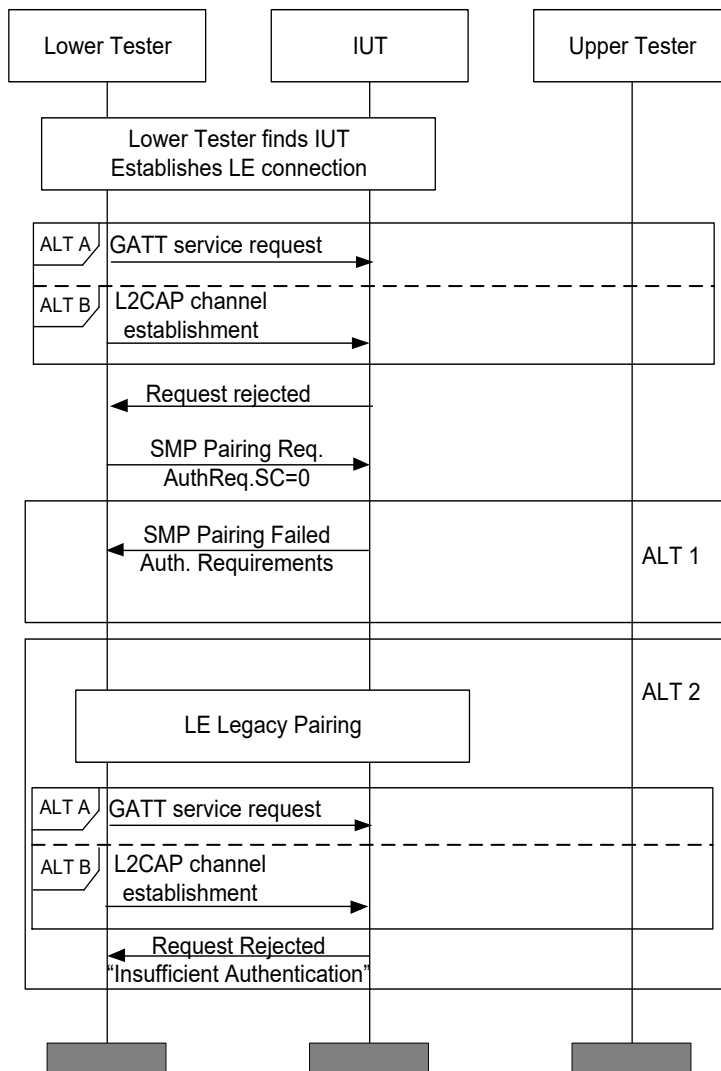 Lower Tester
IUT
Upper Tester
Lower Tester finds IUT
Establishes LE connection
ALT A
GATT service request
ALT B
L2CAP channel
establishment
Request rejected
SMP Pairing Req.
AuthReq.SC=0
SMP Pairing Failed
Auth. Requirements
ALT 1
ALT 2
LE Legacy Pairing
ALT A
GATT service request
ALT B
L2CAP channel
establishment
Request Rejected
“Insufficient Authentication”